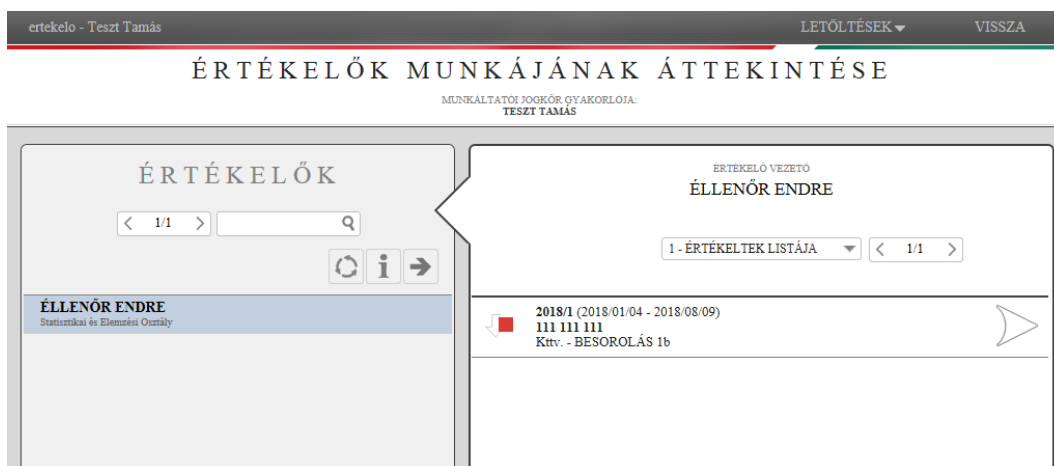 ertekelo - Teszt Tamás
LETÖLTÉSEK
VISSZA
ÉRTÉKELŐK MUNKÁJÁNAK ÁTTEKINTÉSE
MUNKÁLTATÓI JOGKÖR GYAKORLÓJA:
TESZT TAMÁS
ÉRTÉKELŐK
1/1
ÉLLENŐR ENDRE
Statisztikai és Elemzési Osztály
ÉRTÉKELŐ VEZETŐ
ÉLLENŐR ENDRE
1 - ÉRTÉKELTEK LISTÁJA
1/1
2018/1 (2018/01/04 - 2018/08/09)
111 111 111
Kttv. - BESOROLÁS 1b